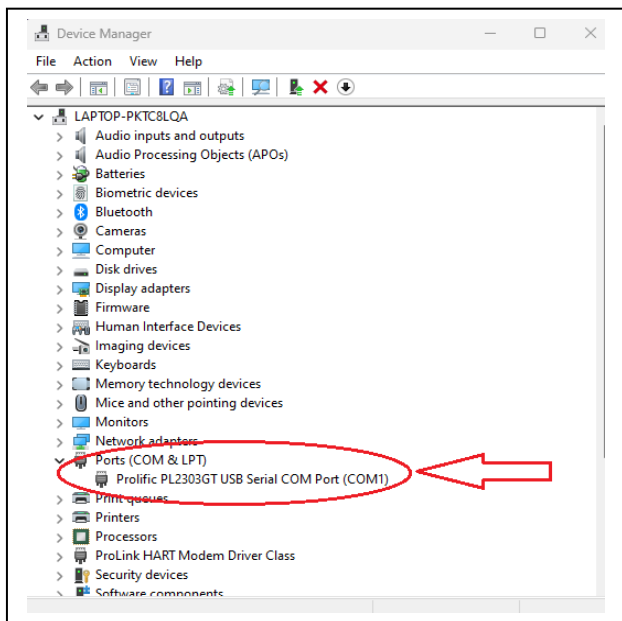 Device Manager
File Action View Help
LAPTOP-PKTC8LQA
Audio inputs and outputs
Audio Processing Objects (APOs)
Batteries
Biometric devices
Bluetooth
Cameras
Computer
Disk drives
Display adapters
Firmware
Human Interface Devices
Imaging devices
Keyboards
Memory technology devices
Mice and other pointing devices
Monitors
Network adapters
Ports (COM & LPT)
Prolific PL2303GT USB Serial COM Port (COM1)
Print queues
Printers
Processors
ProLink HART Modem Driver Class
Security devices
Software components